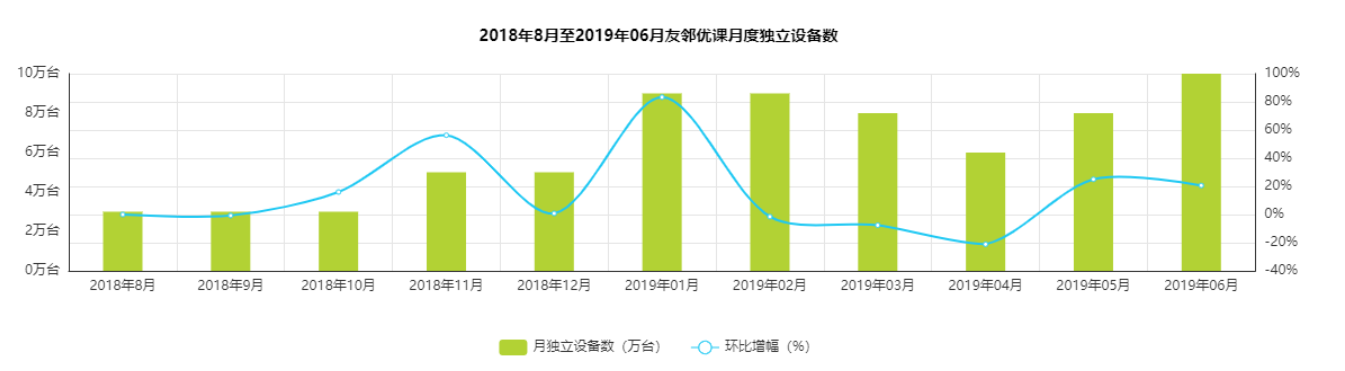 2018年8月至2019年06月友邻优课月度独立设备数
10万台
8万台
6万台
4万台
2万台
0万台
100%
80%
60%
40%
20%
0%
-20%
-40%
2018年8月 2018年9月 2018年10月 2018年11月 2018年12月 2019年01月 2019年02月 2019年03月 2019年04月 2019年05月 2019年06月
月独立设备数（万台） 环比增幅（%）